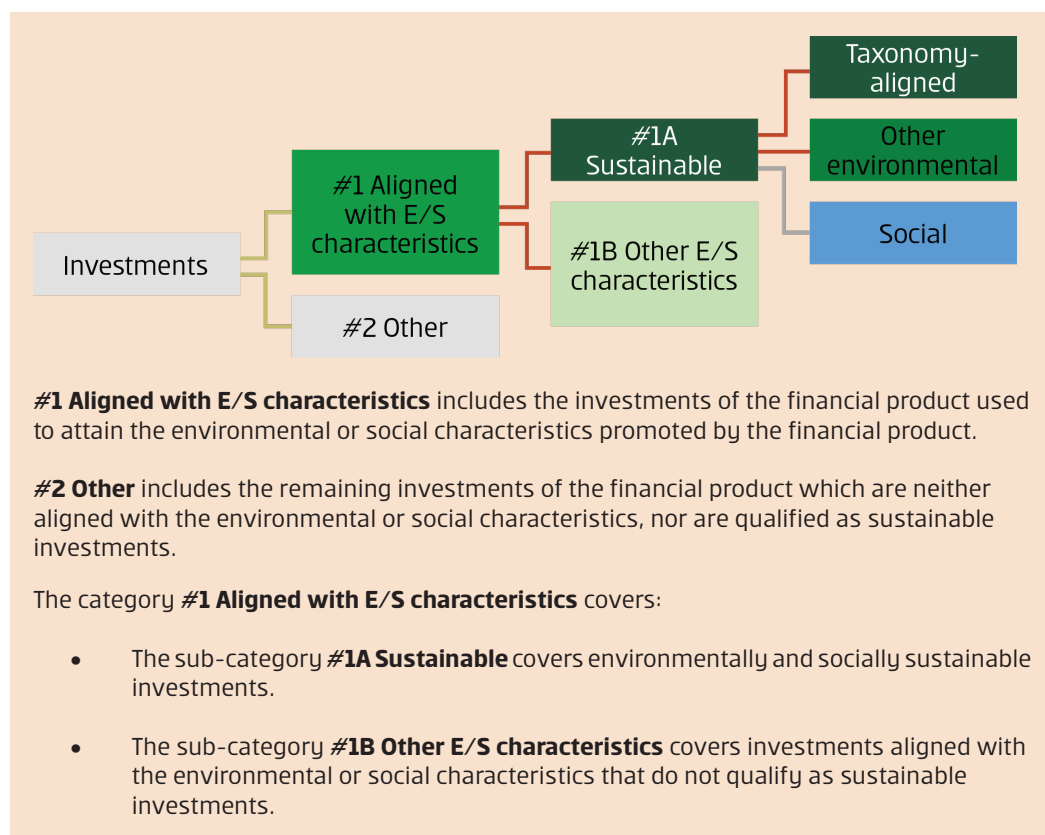 Taxonomy-
aligned
#1A
Sustainable
Other
environmental
#1 Aligned
with E/S
characteristics
Social
#1B Other E/S
characteristics
Investments
#2 Other
#1 Aligned with E/S characteristics includes the investments of the financial product used
to attain the environmental or social characteristics promoted by the financial product.
#2 Other includes the remaining investments of the financial product which are neither
aligned with the environmental or social characteristics, nor are qualified as sustainable
investments.
The category #1 Aligned with E/S characteristics covers:
• The sub-category #1A Sustainable covers environmentally and socially sustainable
investments.
• The sub-category #1B Other E/S characteristics covers investments aligned with
the environmental or social characteristics that do not qualify as sustainable
investments.